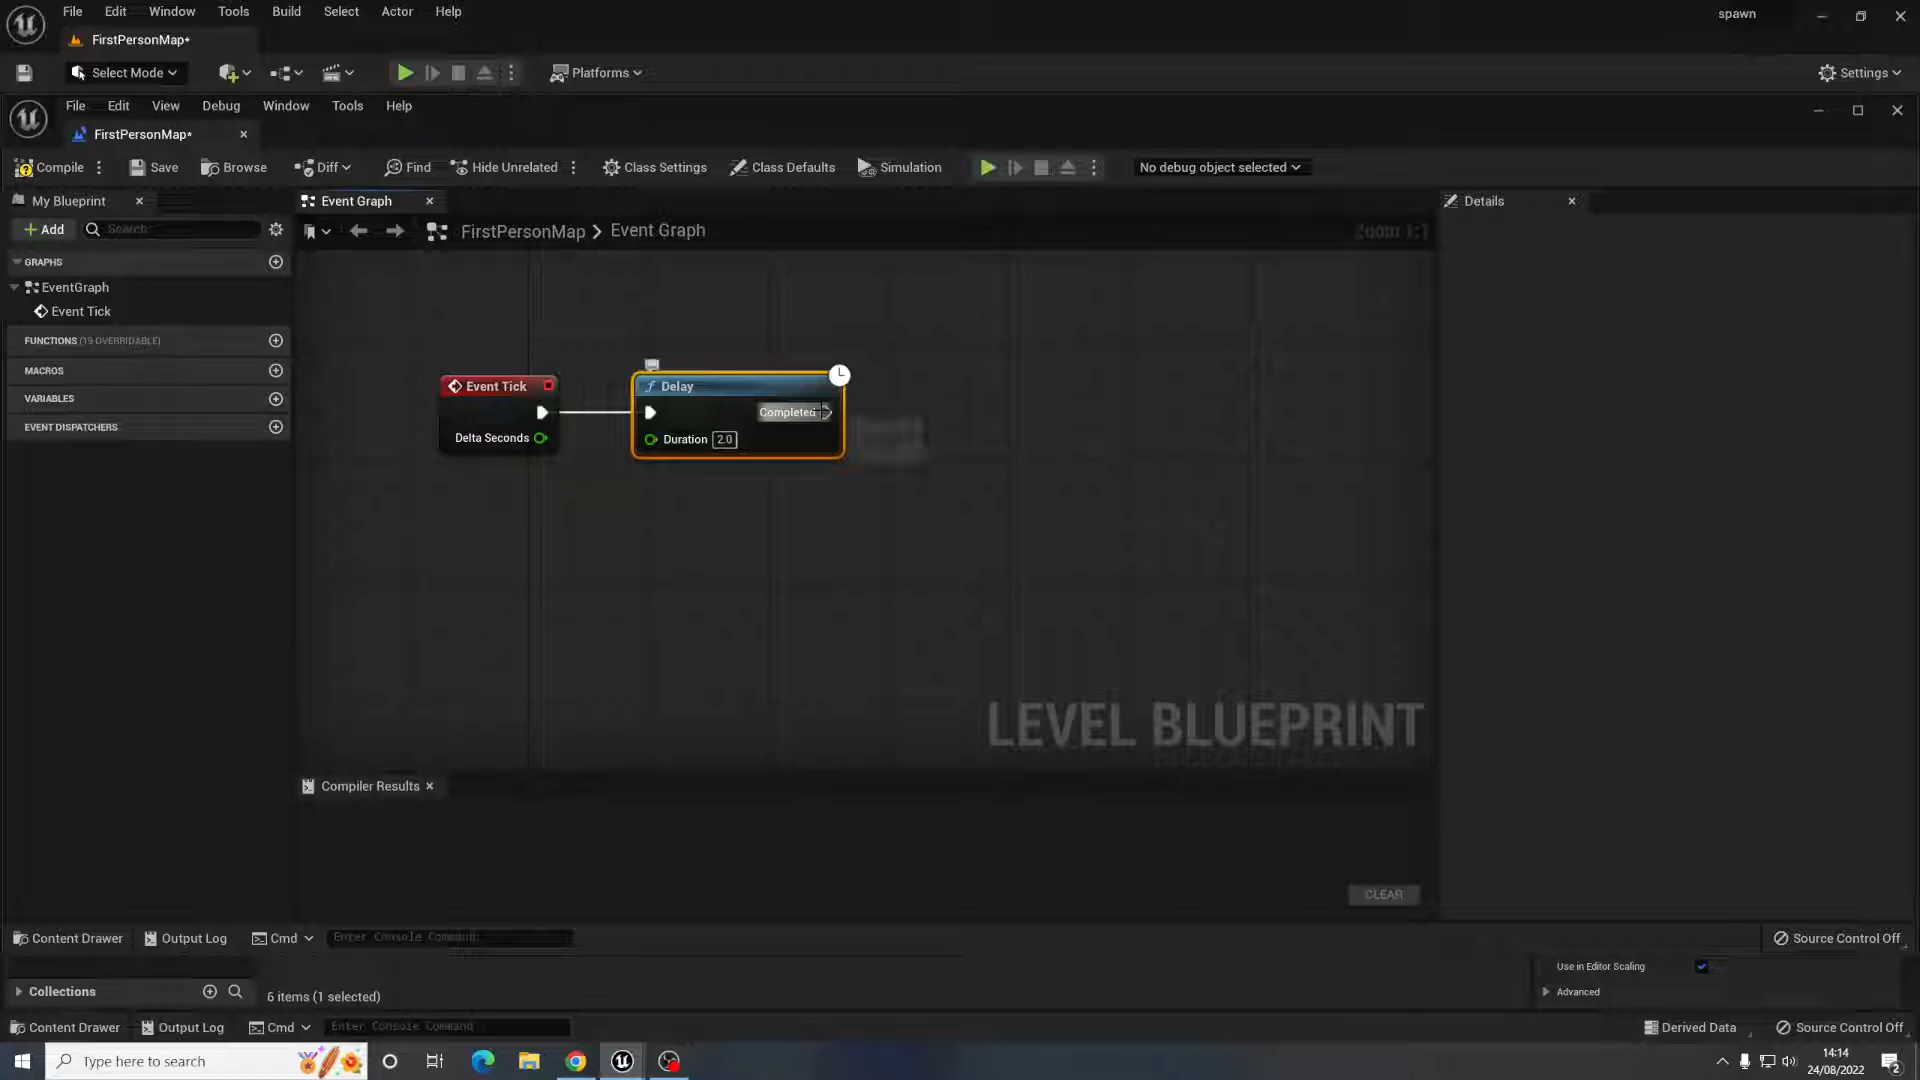 File Edit Window Tools Build Select Actor Help
spawn
FirstPersonMap*
Select Mode
Platforms
Settings
File Edit View Debug Window Tools Help
FirstPersonMap*
Compile Save Browse Diff Find Hide Unrelated Class Settings Class Defaults Simulation No debug object selected
My Blueprint
Event Graph
Details
+ Add
Search
FirstPersonMap > Event Graph
Zoom 1:1
GRAPHS
EventGraph
Event Tick
FUNCTIONS (19 OVERRIDABLE)
MACROS
VARIABLES
EVENT DISPATCHERS
Event Tick
Delta Seconds
Delay
Completed
Duration 2.0
LEVEL BLUEPRINT
Compiler Results
CLEAR
Content Drawer Output Log Cmd Enter Console Command
Source Control Off
Use in Editor Scaling
Collections
6 items (1 selected)
Advanced
Content Drawer Output Log Cmd Enter Console Command
Derived Data Source Control Off
Type here to search
14:14
24/08/2022
2